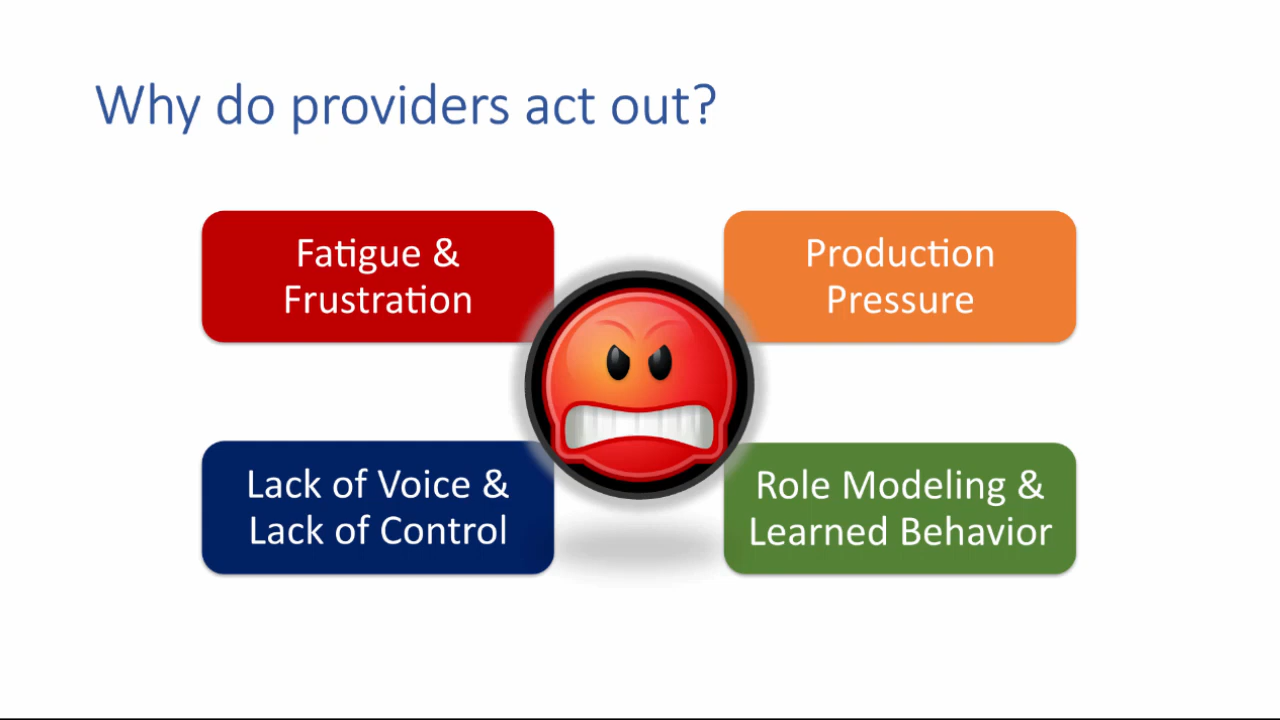 Why do providers act out?
Fatigue &
Frustration
Production
Pressure
Lack of Voice &
Lack of Control
Role Modeling &
Learned Behavior